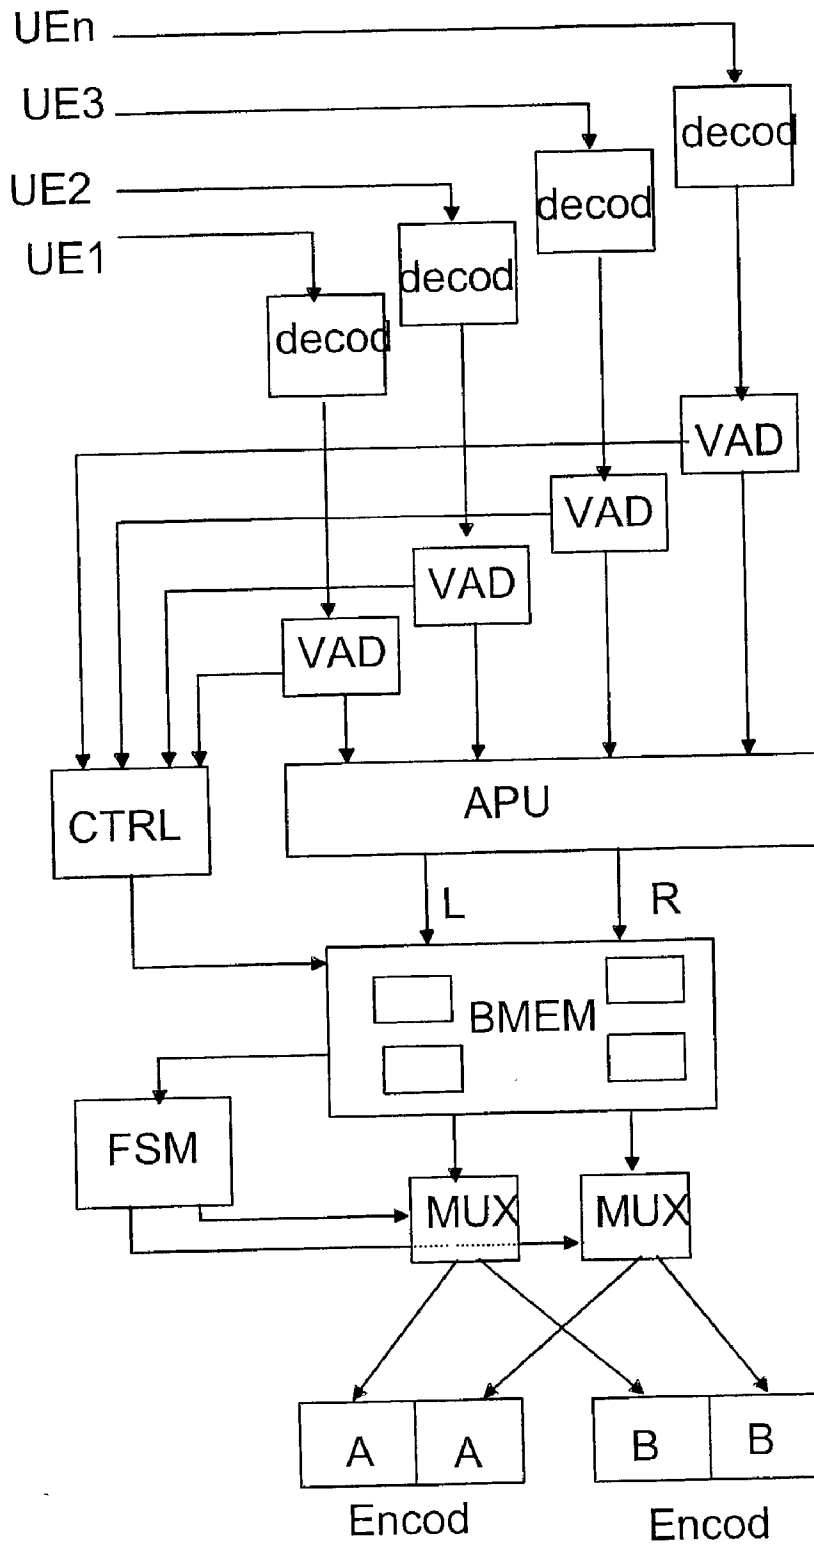 UEn
UE3
UE2
UE1
decod
decod
decod
decod
VAD
VAD
VAD
VAD
CTRL
APU
L
R
BMEM
FSM
MUX
MUX
A
A
B
B
Encod
Encod